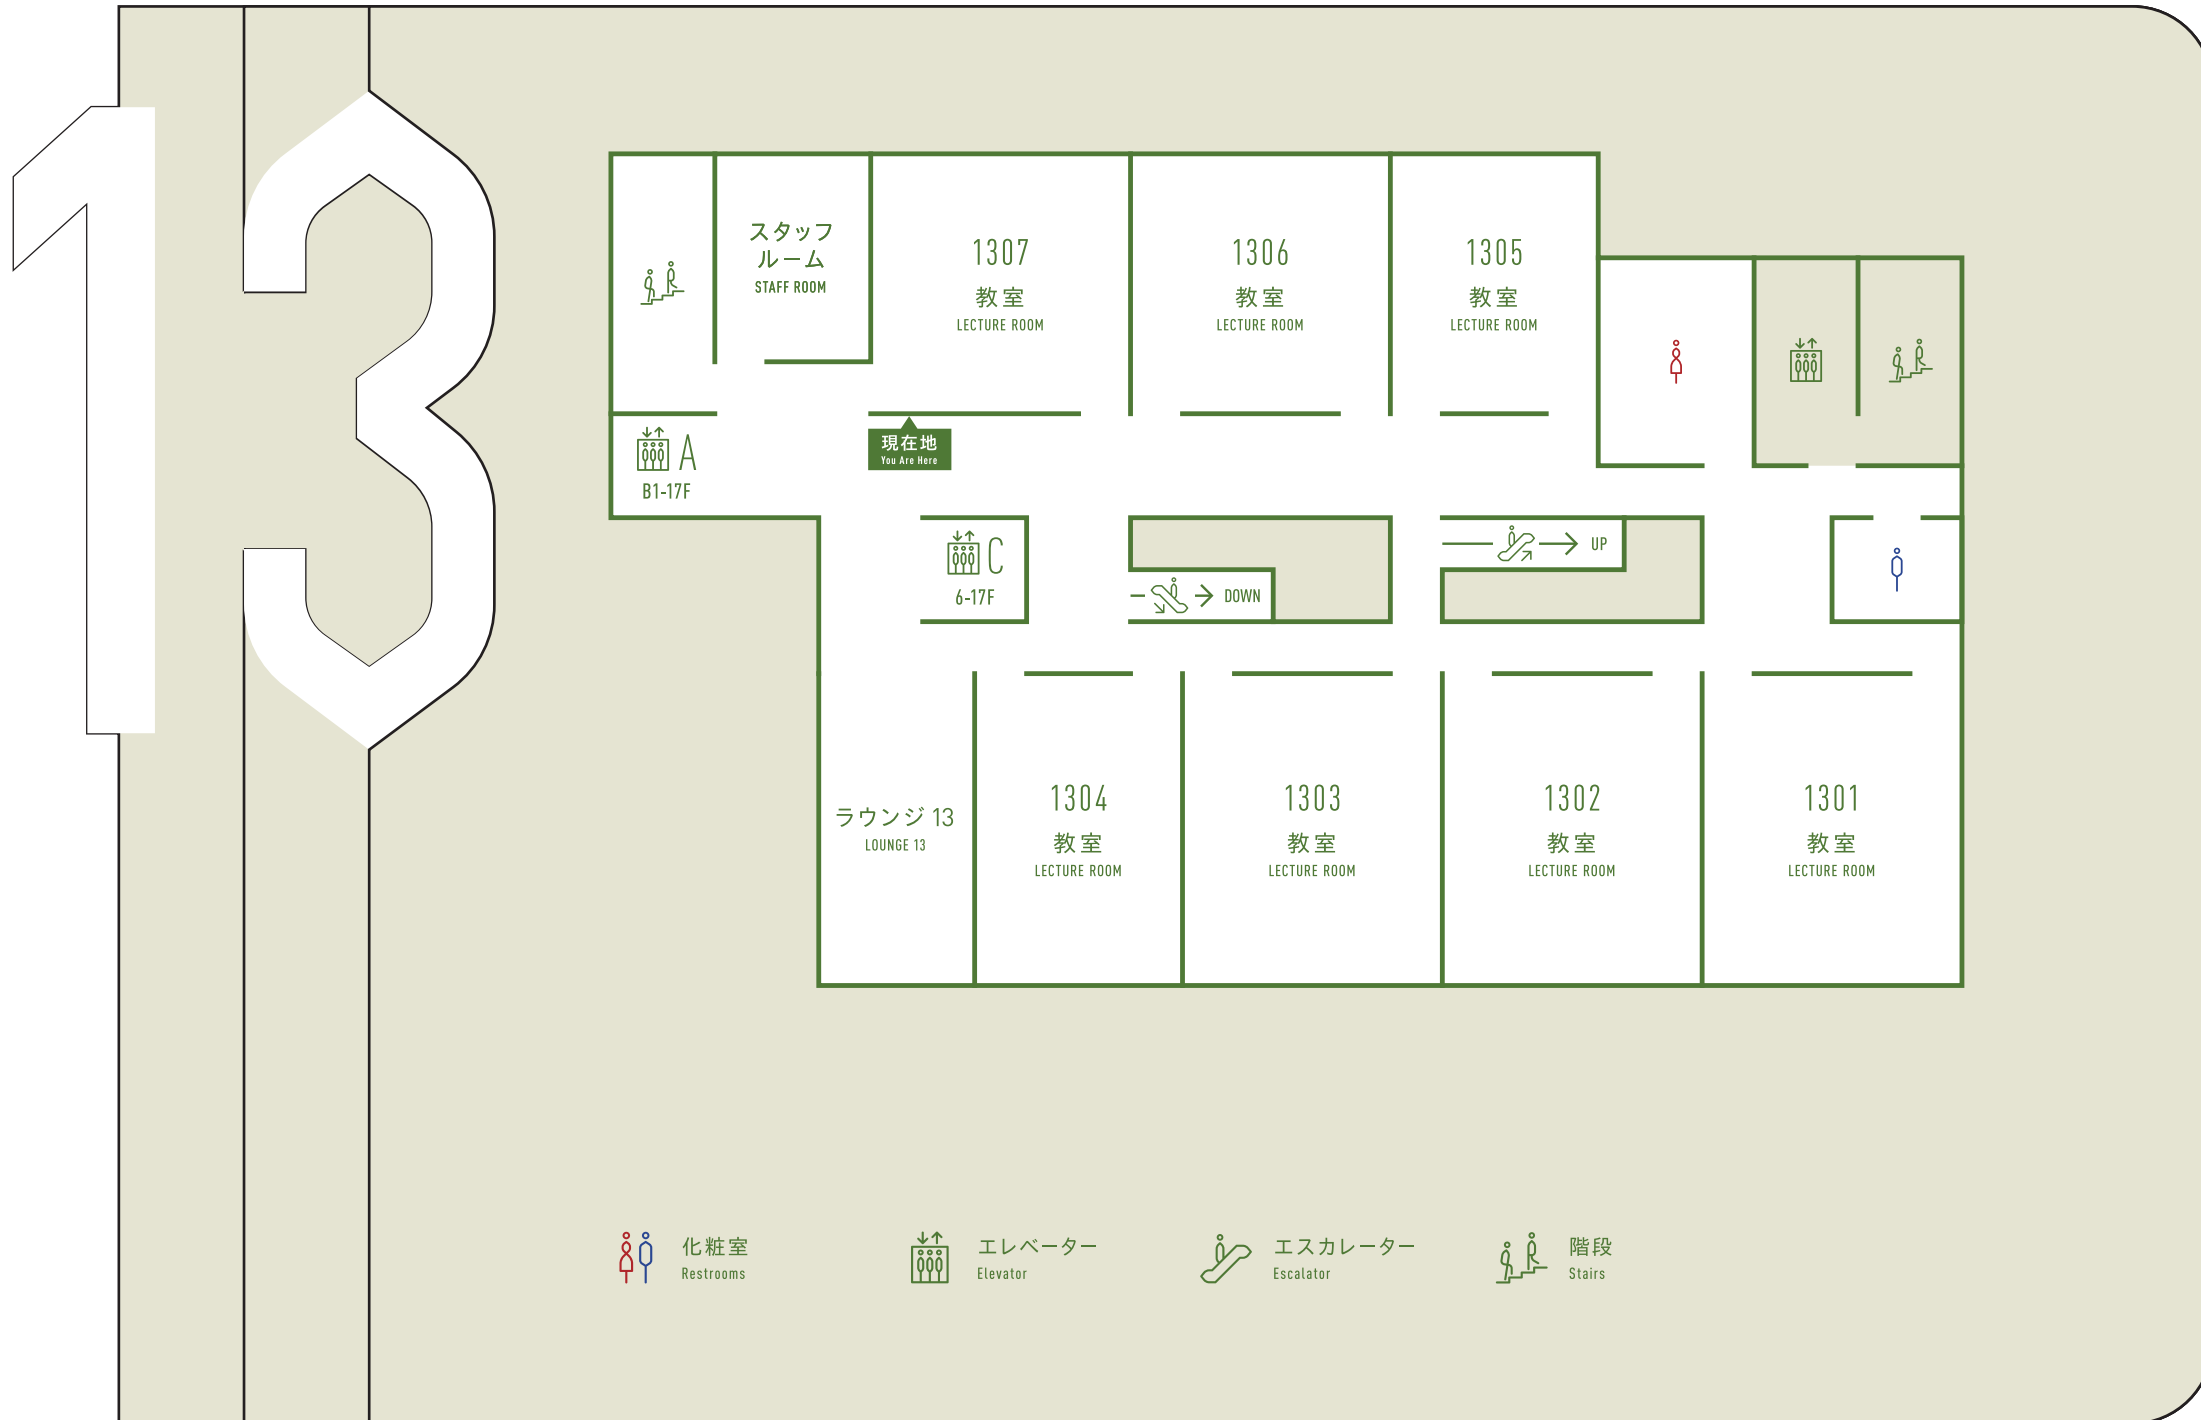 13
スタッフ
ルーム
STAFF ROOM
1307
教室
LECTURE ROOM
1306
教室
LECTURE ROOM
1305
教室
LECTURE ROOM
A
B1-17F
現在地
You Are Here
C
6-17F
DOWN
UP
ラウンジ 13
LOUNGE 13
1304
教室
LECTURE ROOM
1303
教室
LECTURE ROOM
1302
教室
LECTURE ROOM
1301
教室
LECTURE ROOM
化粧室
Restrooms
エレベーター
Elevator
エスカレーター
Escalator
階段
Stairs